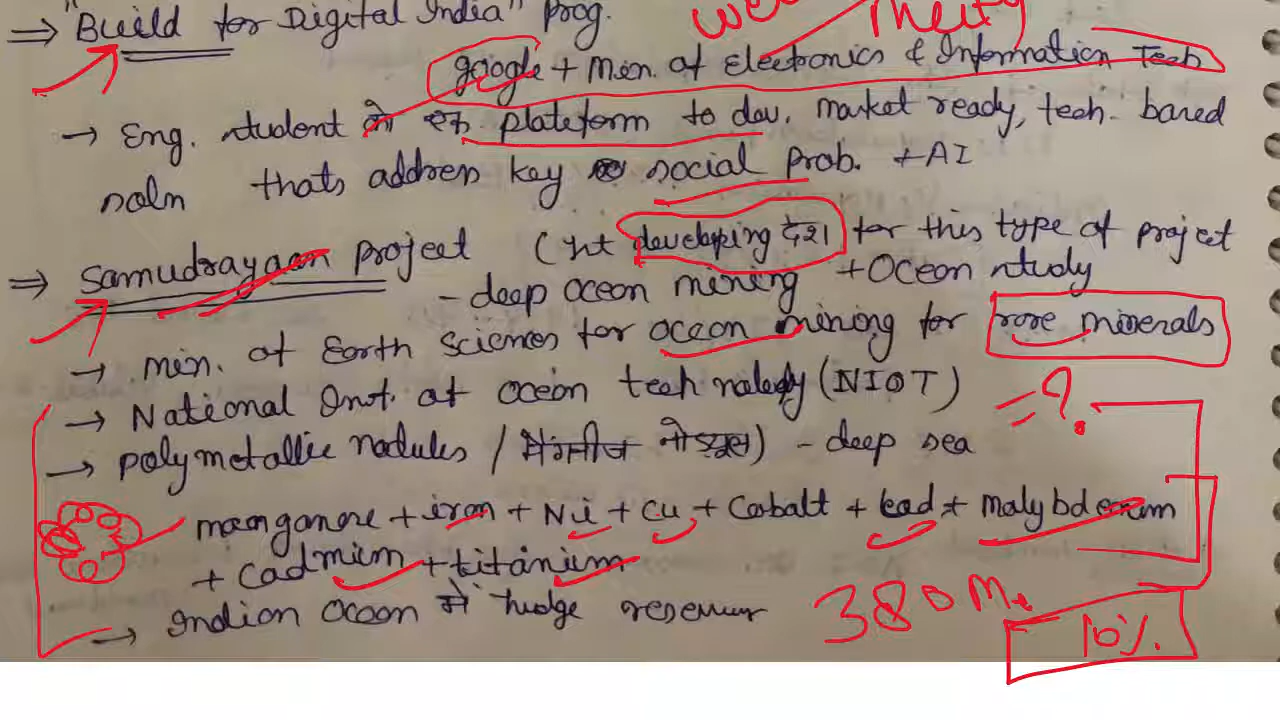 ⇒ "Build for Digital India" prog.
MeitY
google + Min. of Electronics & Information Tech
→ Eng. student को एक plateform to dev. market ready, tech. based
soln thats address key social prob. + AI
⇒ Samudrayaan project ( 1st developing देश for this type of project
- deep ocean mining + Ocean study
→ Min. of Earth Sciences for ocean mining for rare minerals
→ National Inst. of ocean technology (NIOT)
= ?
→ polymetallic nodules / मैंगनीज नोड्यूल्स) - deep sea
manganese + iron + Ni + Cu + Cobalt + lead + Molybdenum
+ Cadmium + titanium
→ Indian Ocean में hudge reserver
380 Mt
10%.